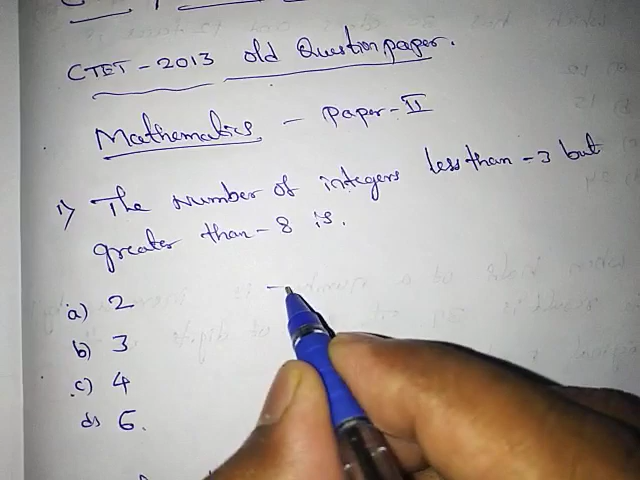 CTET - 2013 old Question paper.
Mathematics - paper - II
1) The number of integers less than - 3 but
greater than - 8 is.
a) 2
b) 3
c) 4
d) 6.